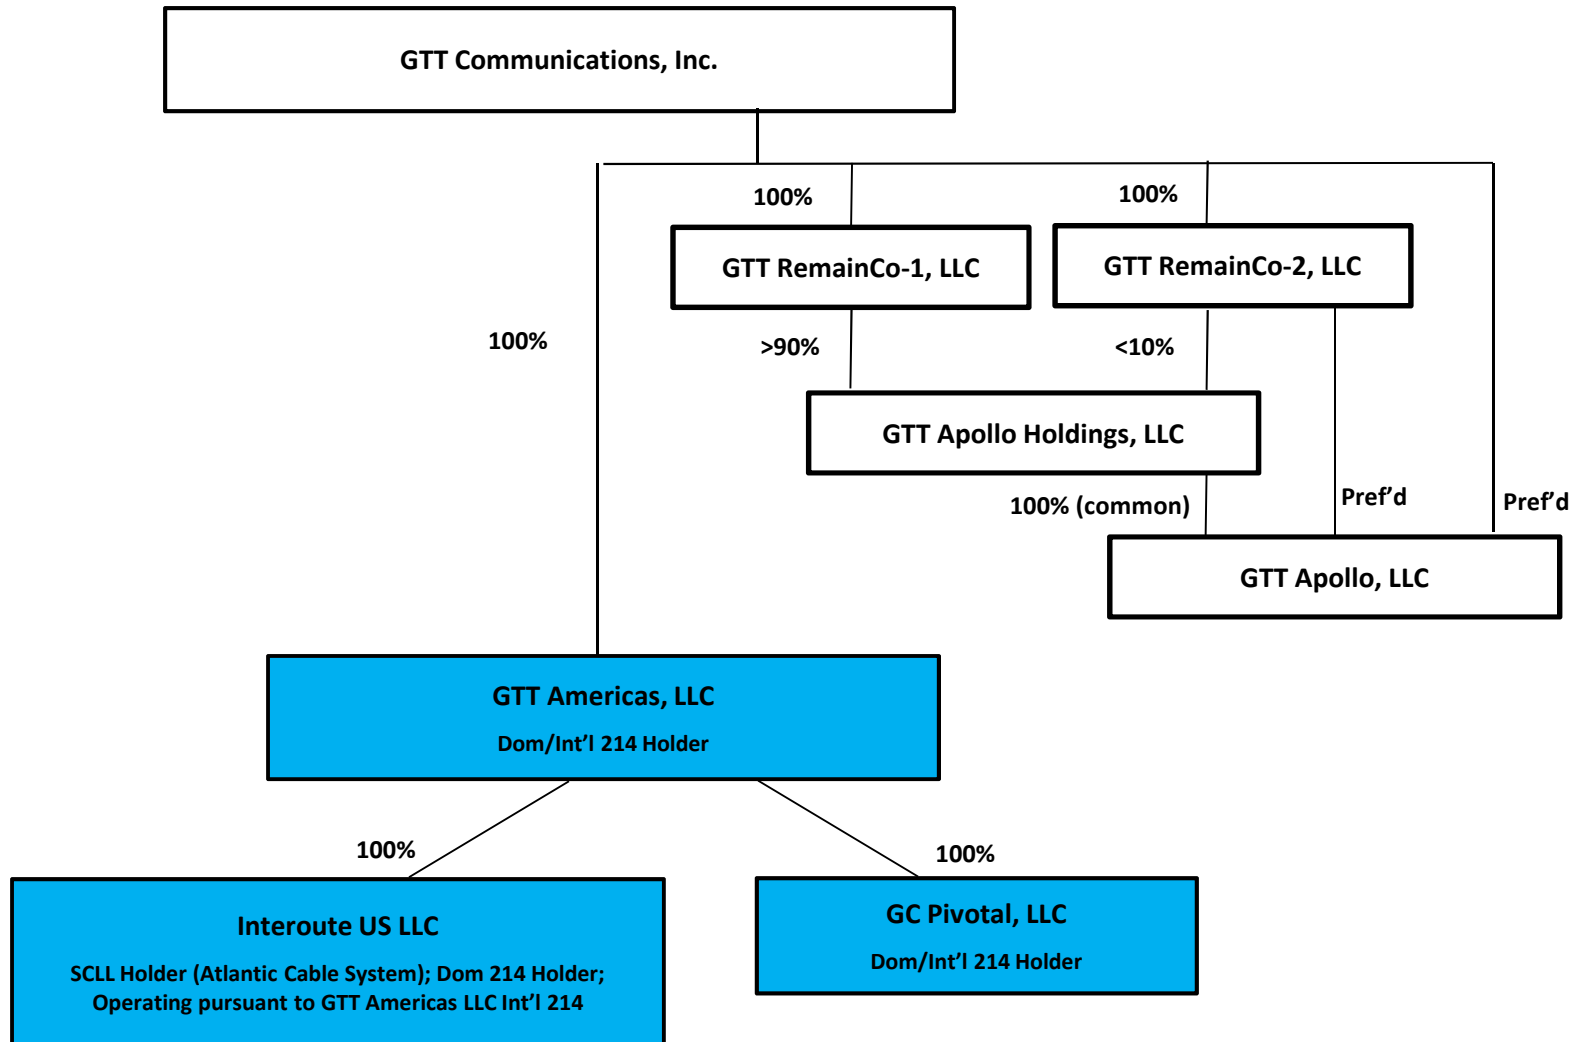 GTT Communications, Inc.
100%
100%
GTT RemainCo-1, LLC
GTT RemainCo-2, LLC
100%
>90%
<10%
GTT Apollo Holdings, LLC
100% (common)
Pref’d
Pref’d
GTT Apollo, LLC
GTT Americas, LLC
Dom/Int’l 214 Holder
100%
100%
Interoute US LLC
SCLL Holder (Atlantic Cable System); Dom 214 Holder;
Operating pursuant to GTT Americas LLC Int’l 214
GC Pivotal, LLC
Dom/Int’l 214 Holder